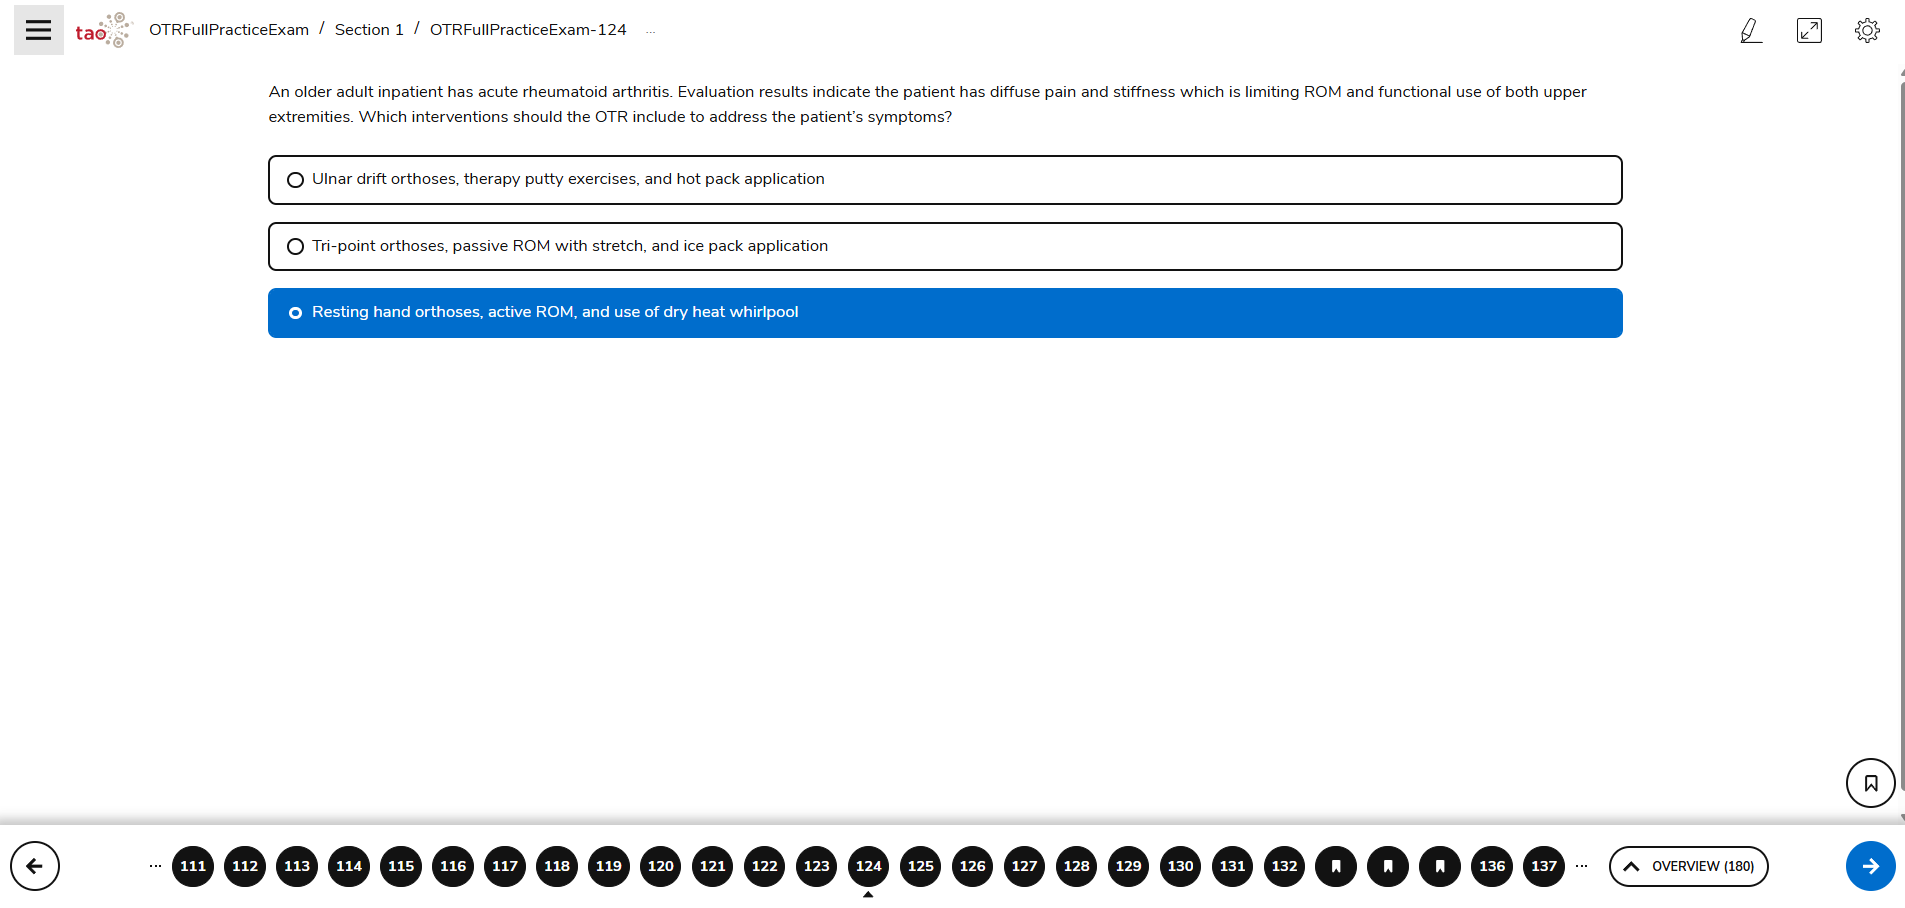 tao OTRFullPracticeExam / Section 1 / OTRFullPracticeExam-124 ...
An older adult inpatient has acute rheumatoid arthritis. Evaluation results indicate the patient has diffuse pain and stiffness which is limiting ROM and functional use of both upper
extremities. Which interventions should the OTR include to address the patient's symptoms?
Ulnar drift orthoses, therapy putty exercises, and hot pack application
Tri-point orthoses, passive ROM with stretch, and ice pack application
Resting hand orthoses, active ROM, and use of dry heat whirlpool
... 111 112 113 114 115 116 117 118 119 120 121 122 123 124 125 126 127 128 129 130 131 132 136 137 ... OVERVIEW (180)